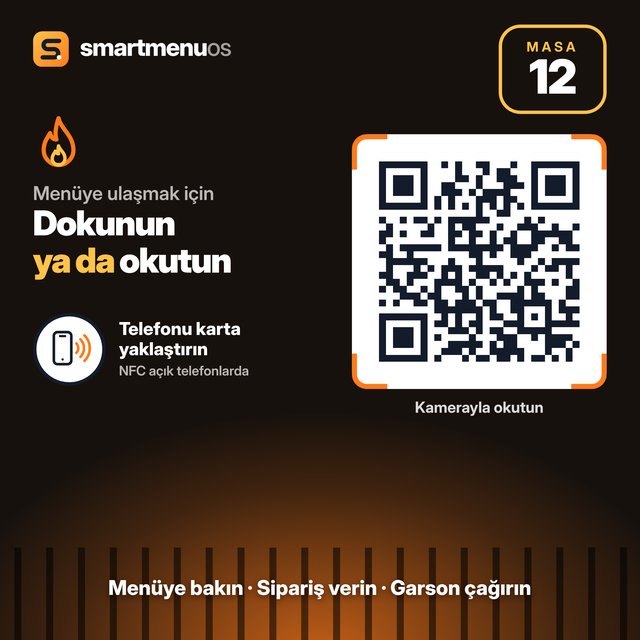 smartmenuos
MASA
12
Menüye ulaşmak için
Dokunun
ya da okutun
Telefonu karta
yaklaştırın
NFC açık telefonlarda
Kamerayla okutun
Menüye bakın · Sipariş verin · Garson çağırın